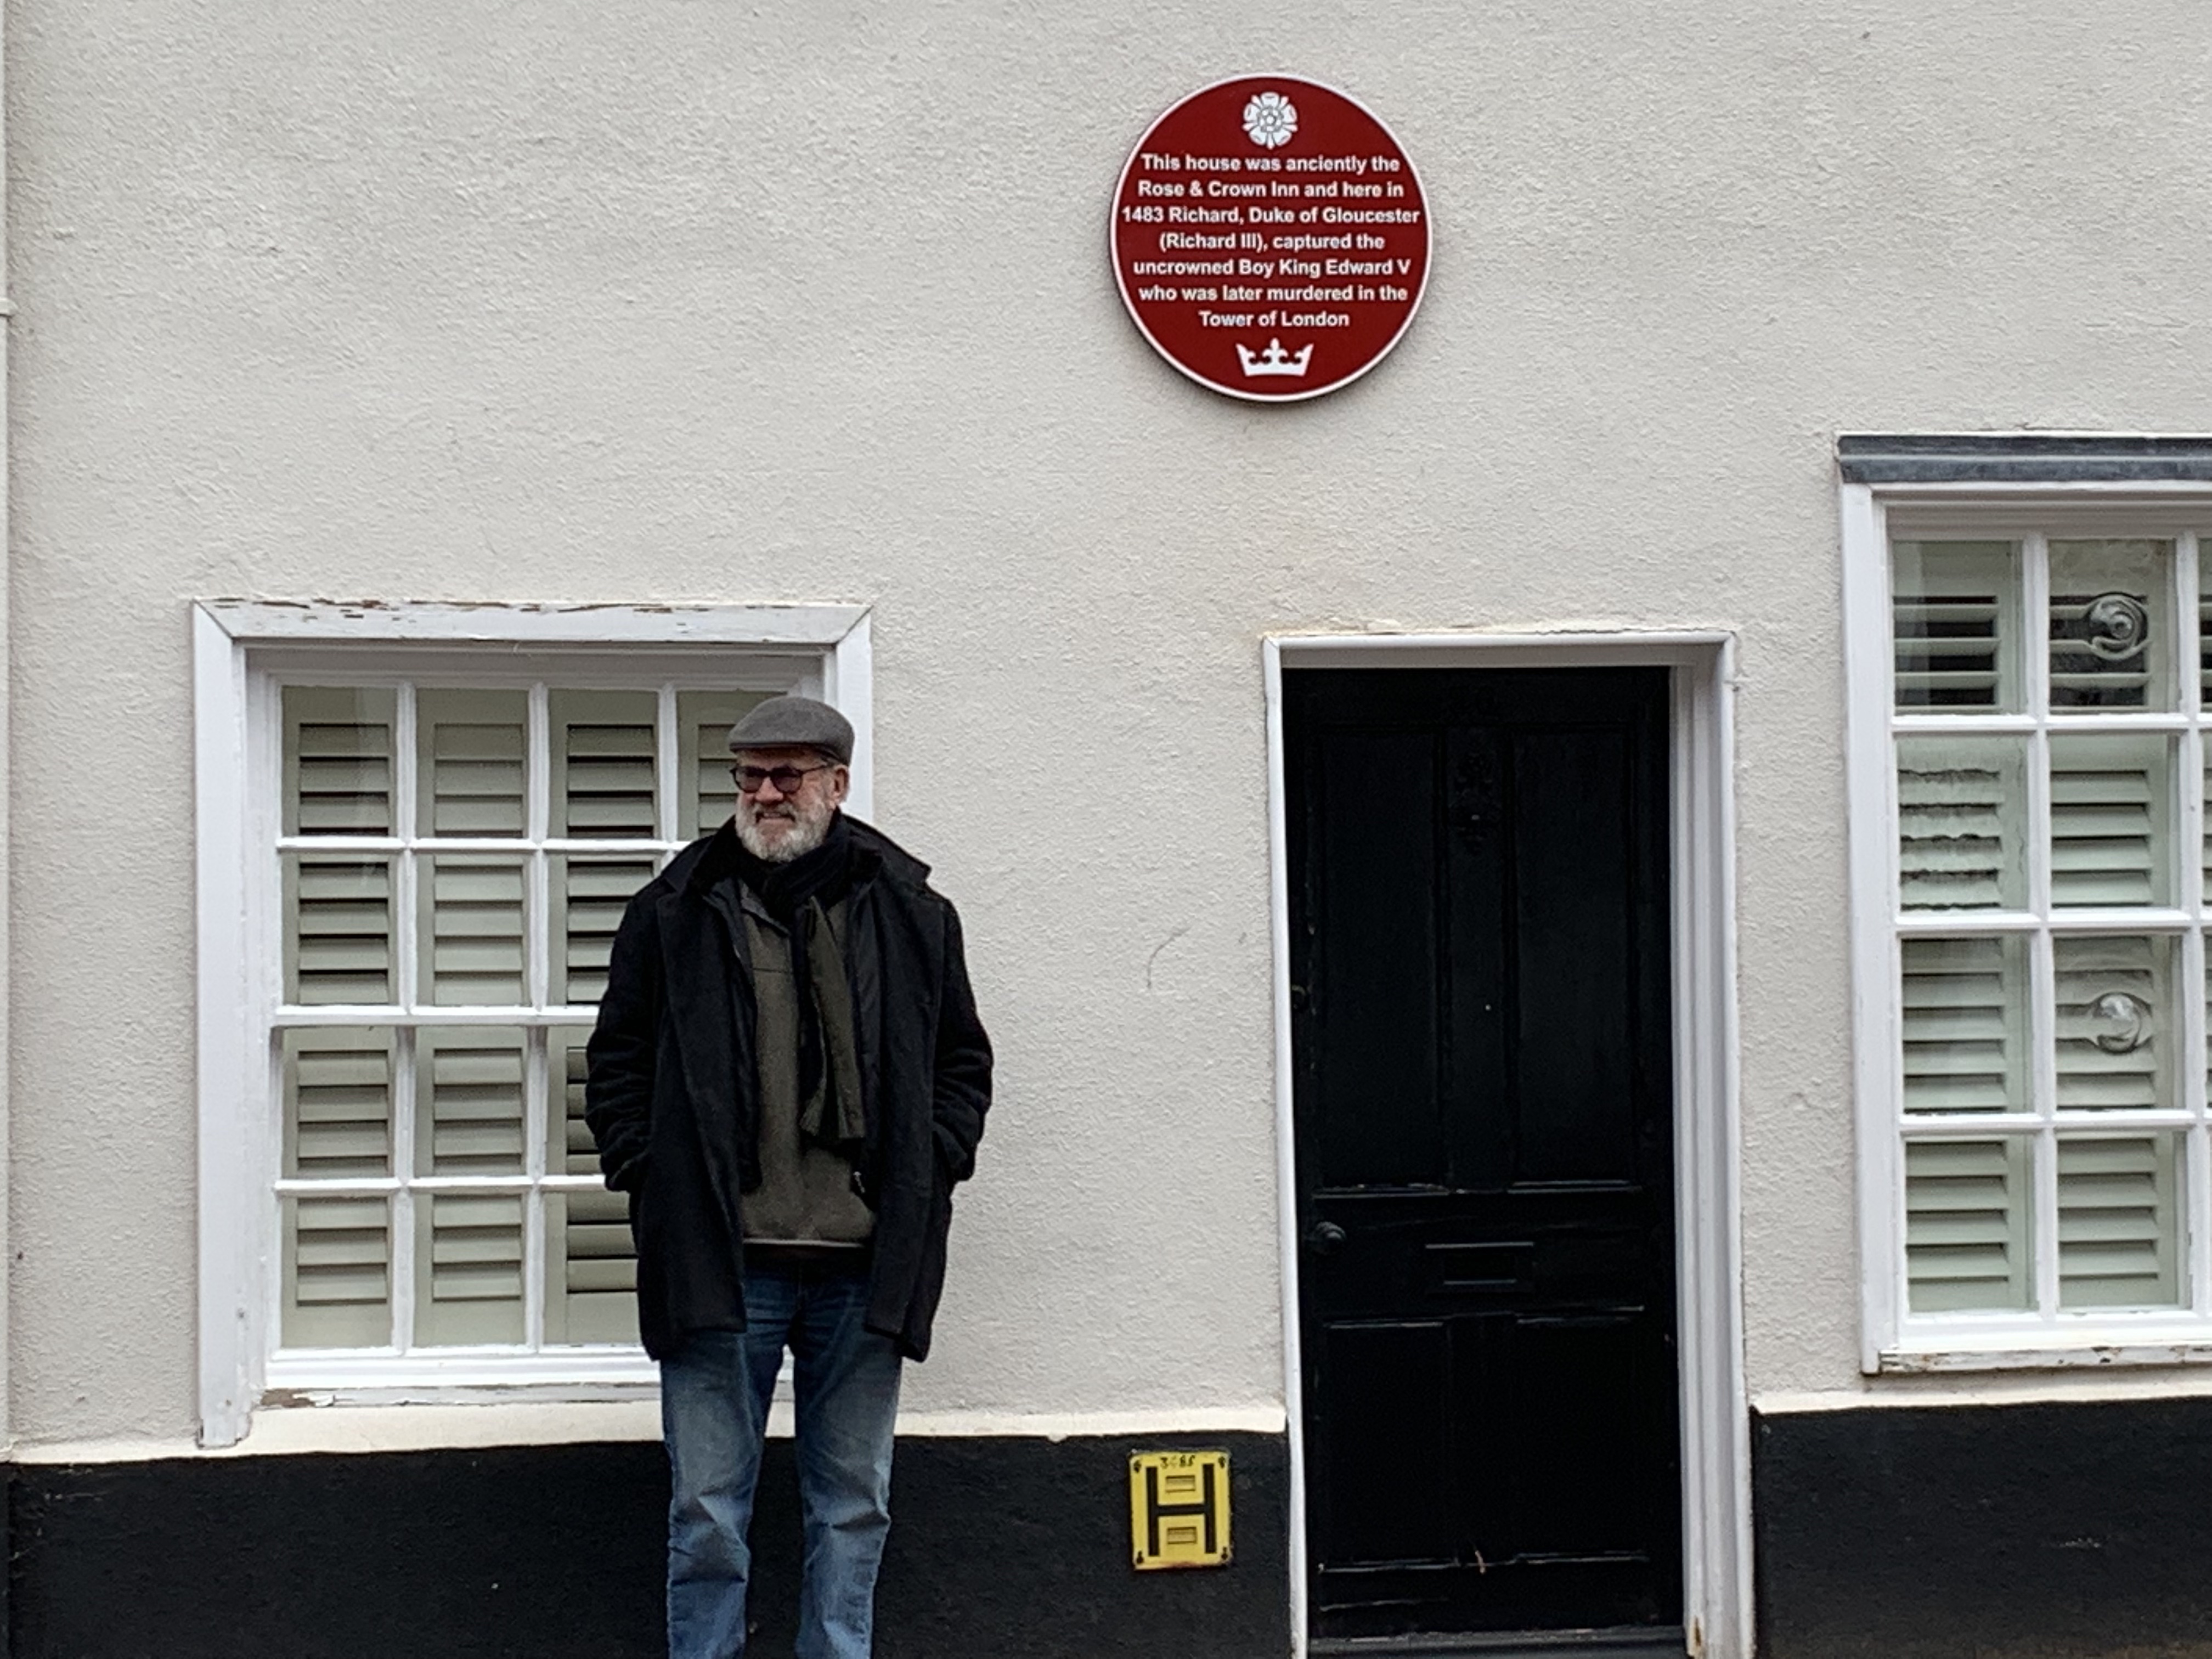 This house was anciently the
Rose & Crown Inn and here in
1483 Richard, Duke of Gloucester
(Richard III), captured the
uncrowned Boy King Edward V
who was later murdered in the
Tower of London
H